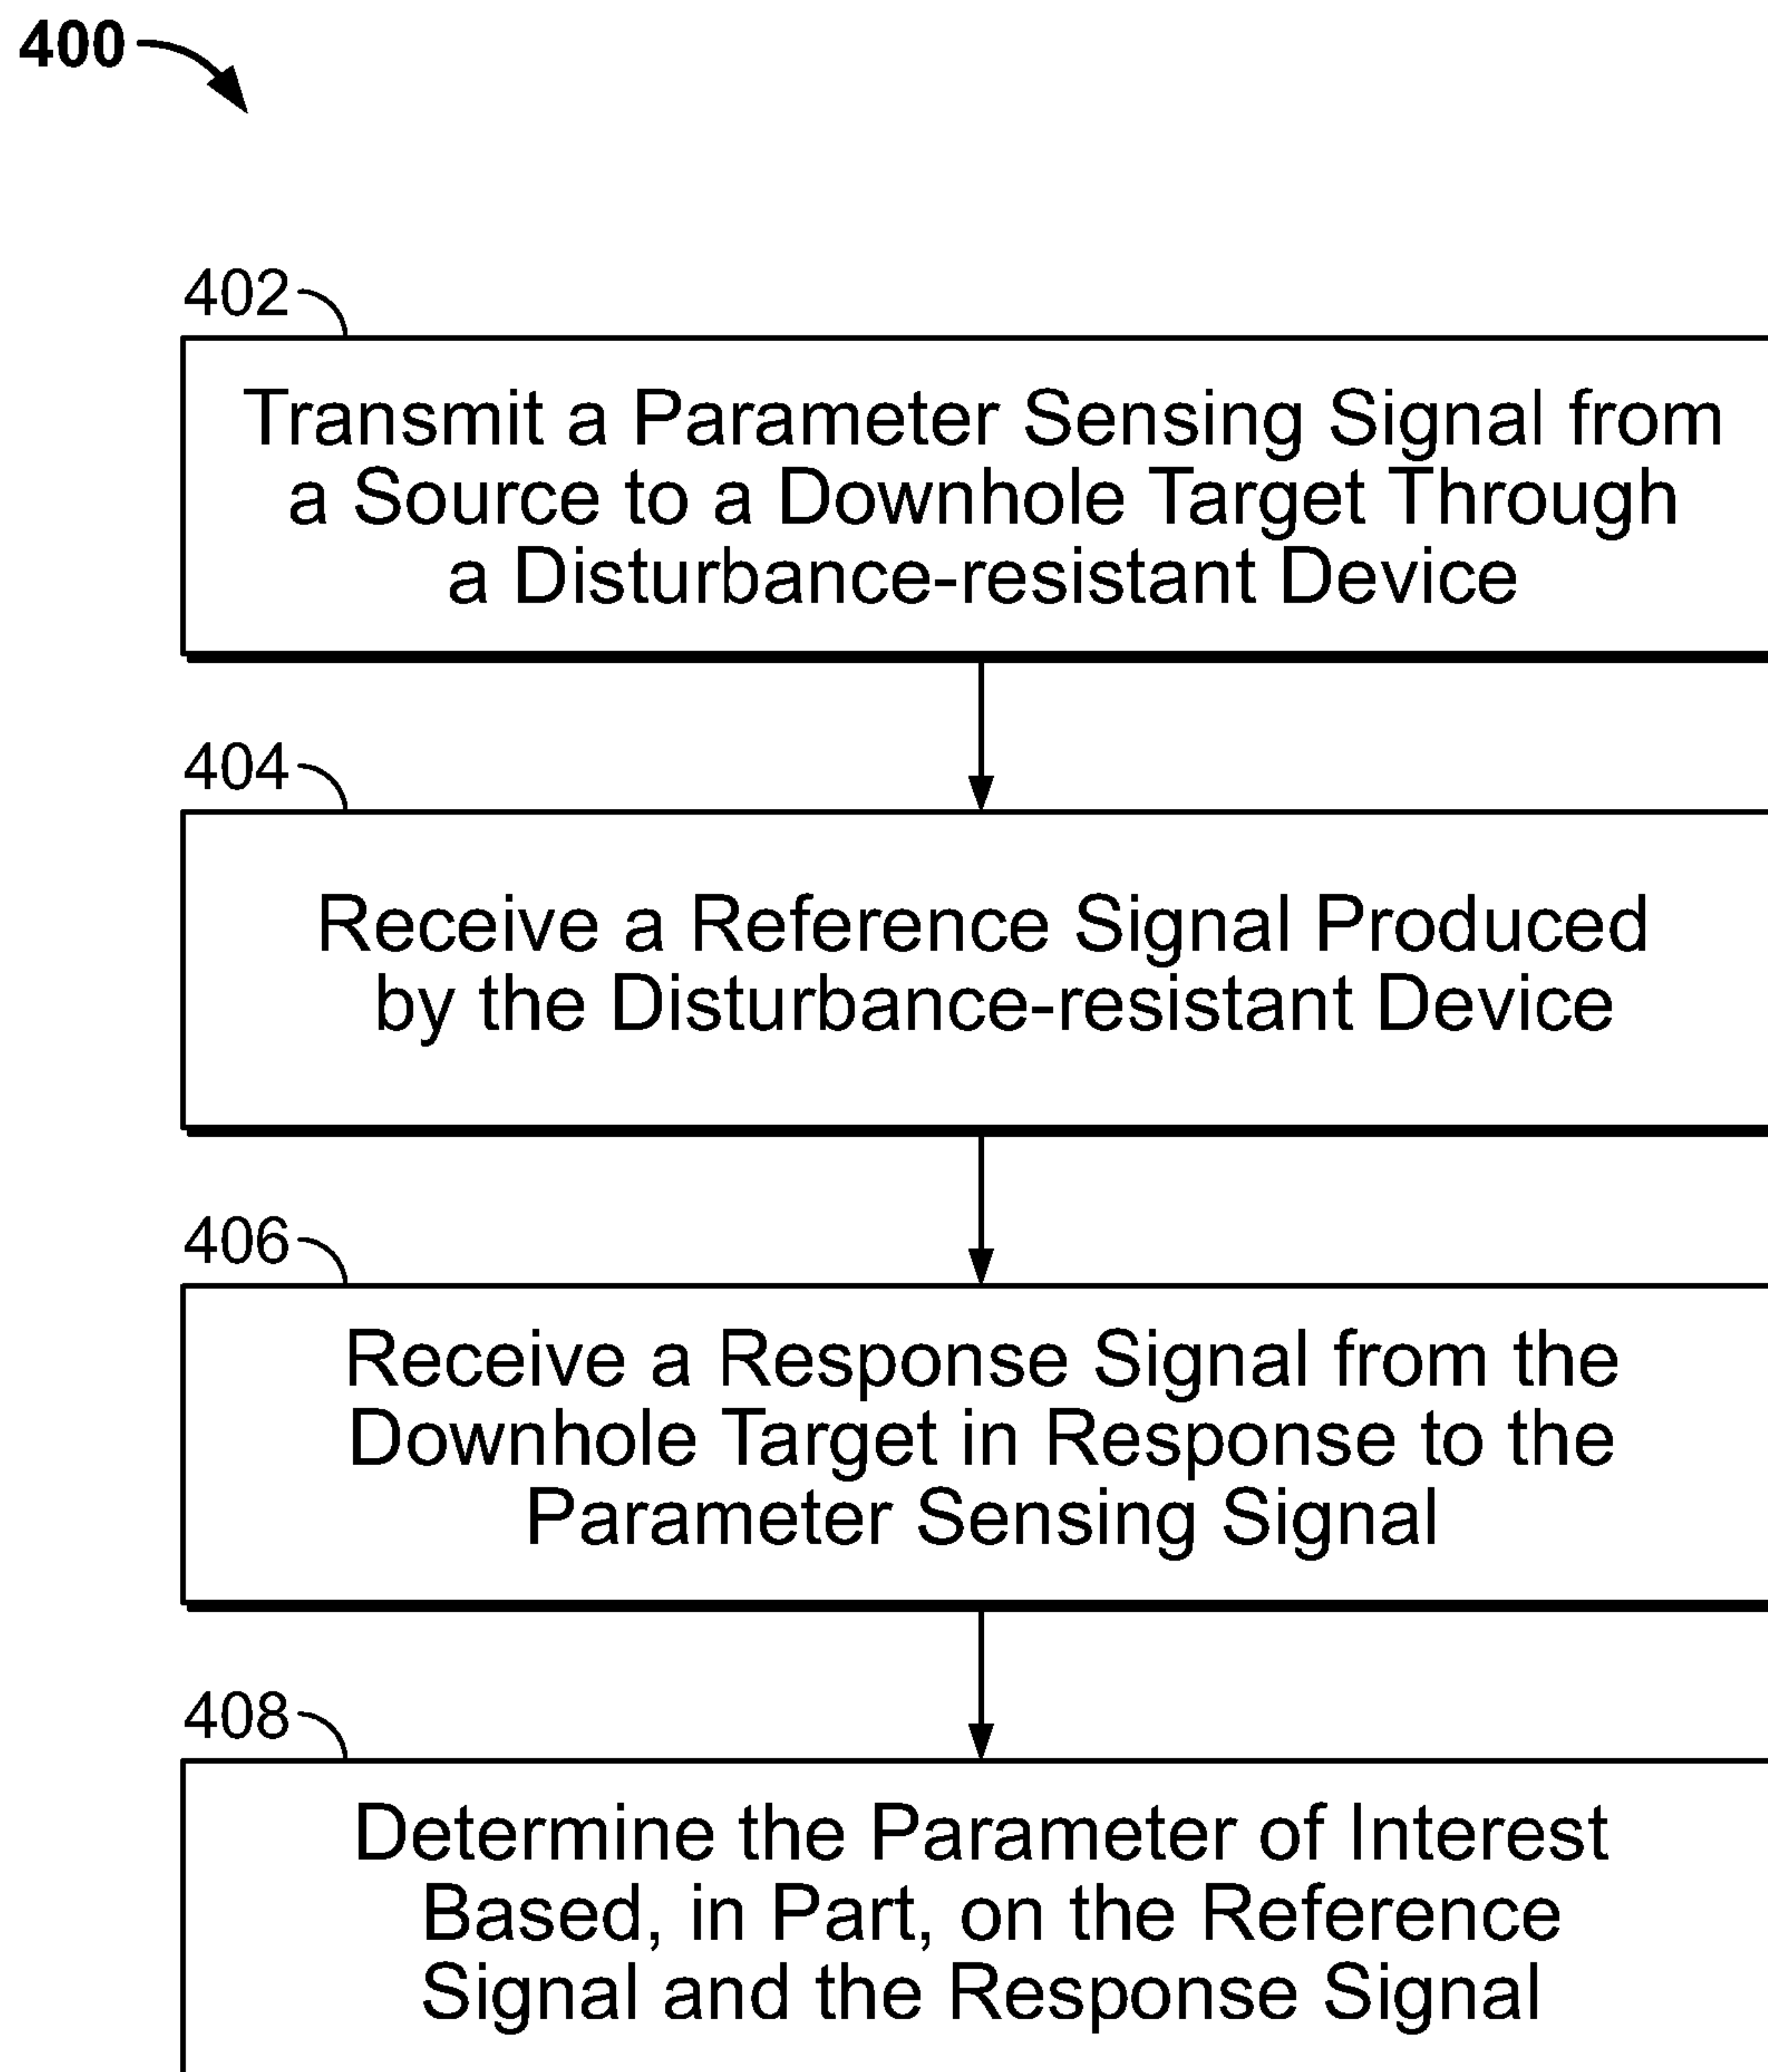 400
402
Transmit a Parameter Sensing Signal from
a Source to a Downhole Target Through
a Disturbance-resistant Device
404
Receive a Reference Signal Produced
by the Disturbance-resistant Device
406
Receive a Response Signal from the
Downhole Target in Response to the
Parameter Sensing Signal
408
Determine the Parameter of Interest
Based, in Part, on the Reference
Signal and the Response Signal